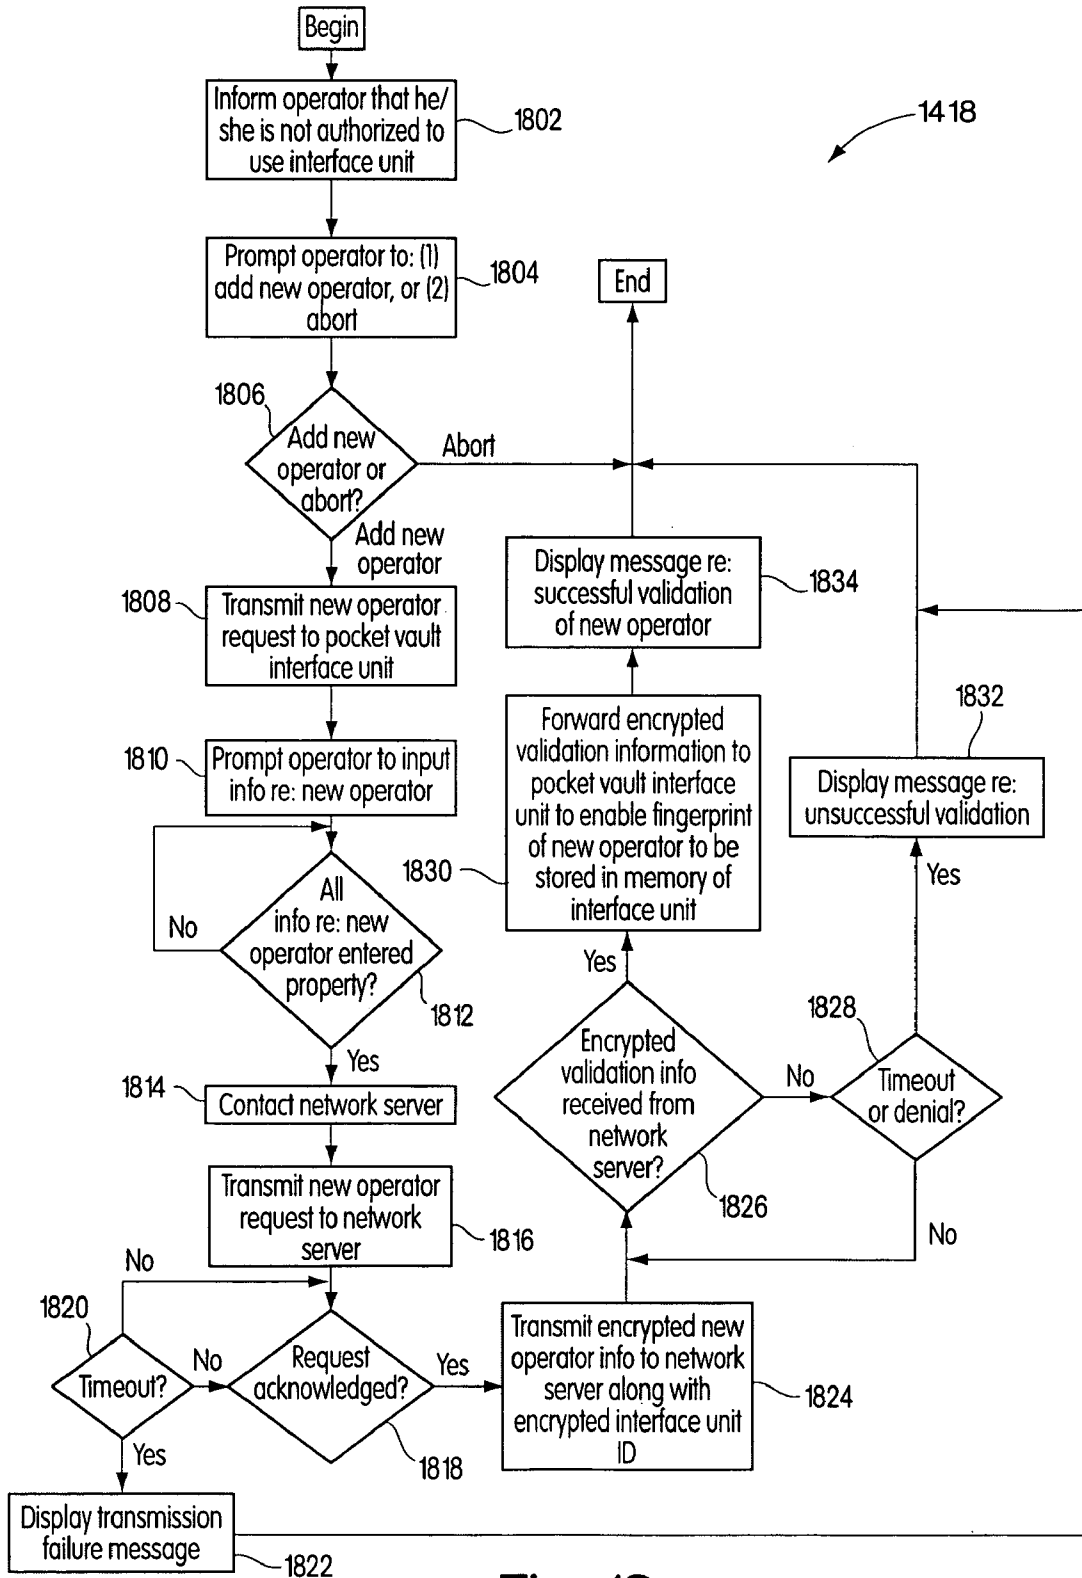 Begin
Inform operator that he/
she is not authorized to
use interface unit
1802
1418
Prompt operator to: (1)
add new operator, or (2)
abort
1804
End
1806
Add new
operator or
abort?
Abort
Add new
operator
1808
Transmit new operator
request to pocket vault
interface unit
Display message re:
successful validation
of new operator
1834
1810
Prompt operator to input
info re: new operator
Forward encrypted
validation information to
pocket vault interface
unit to enable fingerprint
of new operator to be
stored in memory of
interface unit
1830
1832
Display message re:
unsuccessful validation
All
info re: new
operator entered
property?
No
1812
Yes
Yes
Yes
1814
Contact network server
Encrypted
validation info
received from
network
server?
1826
No
1828
Timeout
or denial?
No
Transmit new operator
request to network
server
1816
No
1820
Timeout?
No
Request
acknowledged?
Yes
1818
Transmit encrypted new
operator info to network
server along with
encrypted interface unit
ID
1824
Yes
Display transmission
failure message
1822